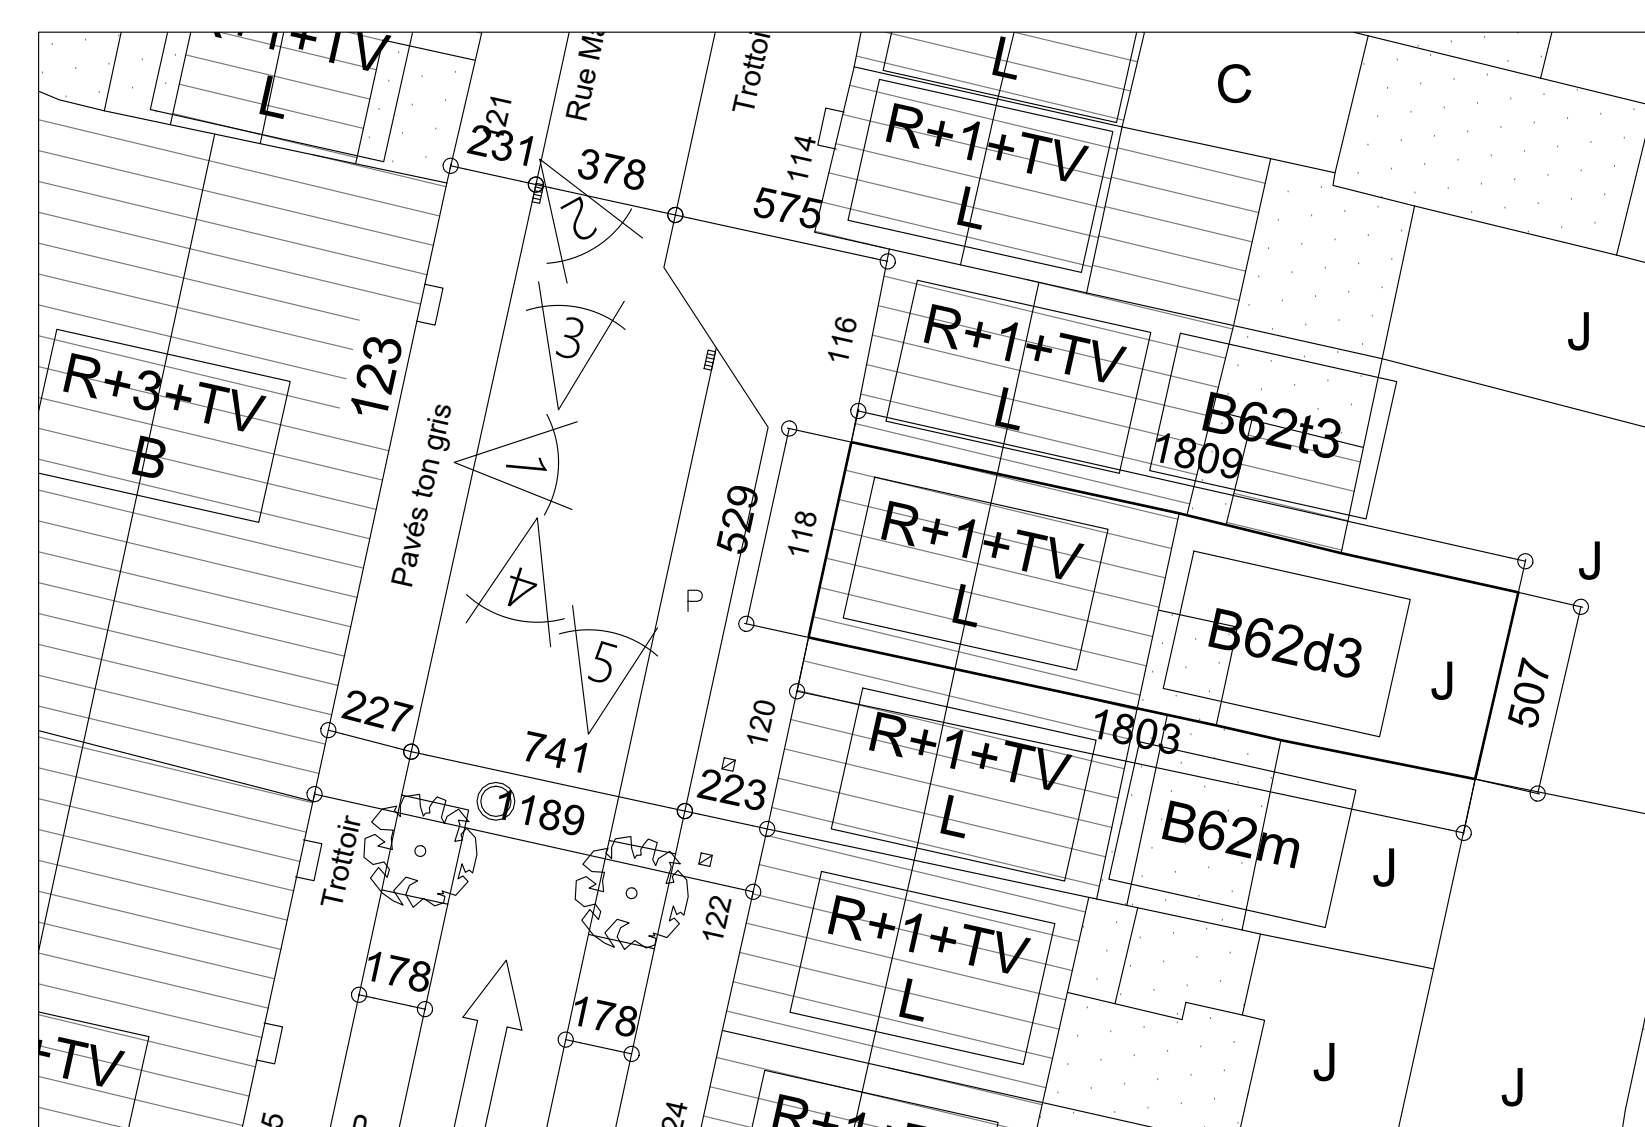 R+1+TV
L
Rue Ma
Trottoi
L
C
R+1+TV
L
114
231
378
575
2
3
123
116
R+1+TV
L
J
R+3+TV
B
B62t3
1809
1
Pavés ton gris
529
118
R+1+TV
L
J
4
P
5
B62d3
J
507
227
741
120
1803
R+1+TV
L
223
1189
B62m
J
Trottoir
122
R+1+TV
L
178
178
J
J
+TV